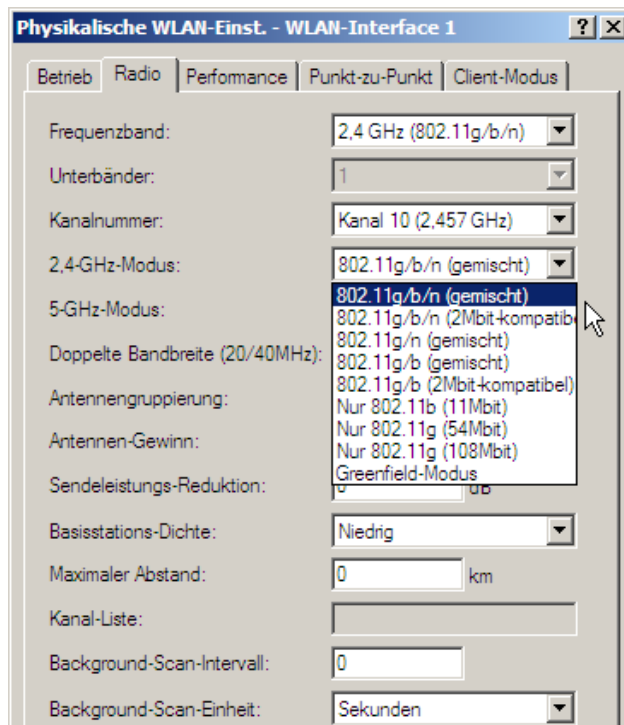 Physikalische WLAN-Einst. - WLAN-Interface 1
Betrieb Radio Performance Punkt-zu-Punkt Client-Modus
Frequenzband: 2,4 GHz (802.11g/b/n)
Unterbänder: 1
Kanalnummer: Kanal 10 (2,457 GHz)
2,4-GHz-Modus: 802.11g/b/n (gemischt)
802.11g/b/n (gemischt)
5-GHz-Modus: 802.11g/b/n (2Mbit-kompatibe
802.11g/n (gemischt)
Doppelte Bandbreite (20/40MHz): 802.11g/b (gemischt)
802.11g/b (2Mbit-kompatibel)
Antennengruppierung: Nur 802.11b (11Mbit)
Nur 802.11g (54Mbit)
Antennen-Gewinn: Nur 802.11g (108Mbit)
Greenfield-Modus
Sendeleistungs-Reduktion: 0 dB
Basisstations-Dichte: Niedrig
Maximaler Abstand: 0 km
Kanal-Liste:
Background-Scan-Intervall: 0
Background-Scan-Einheit: Sekunden